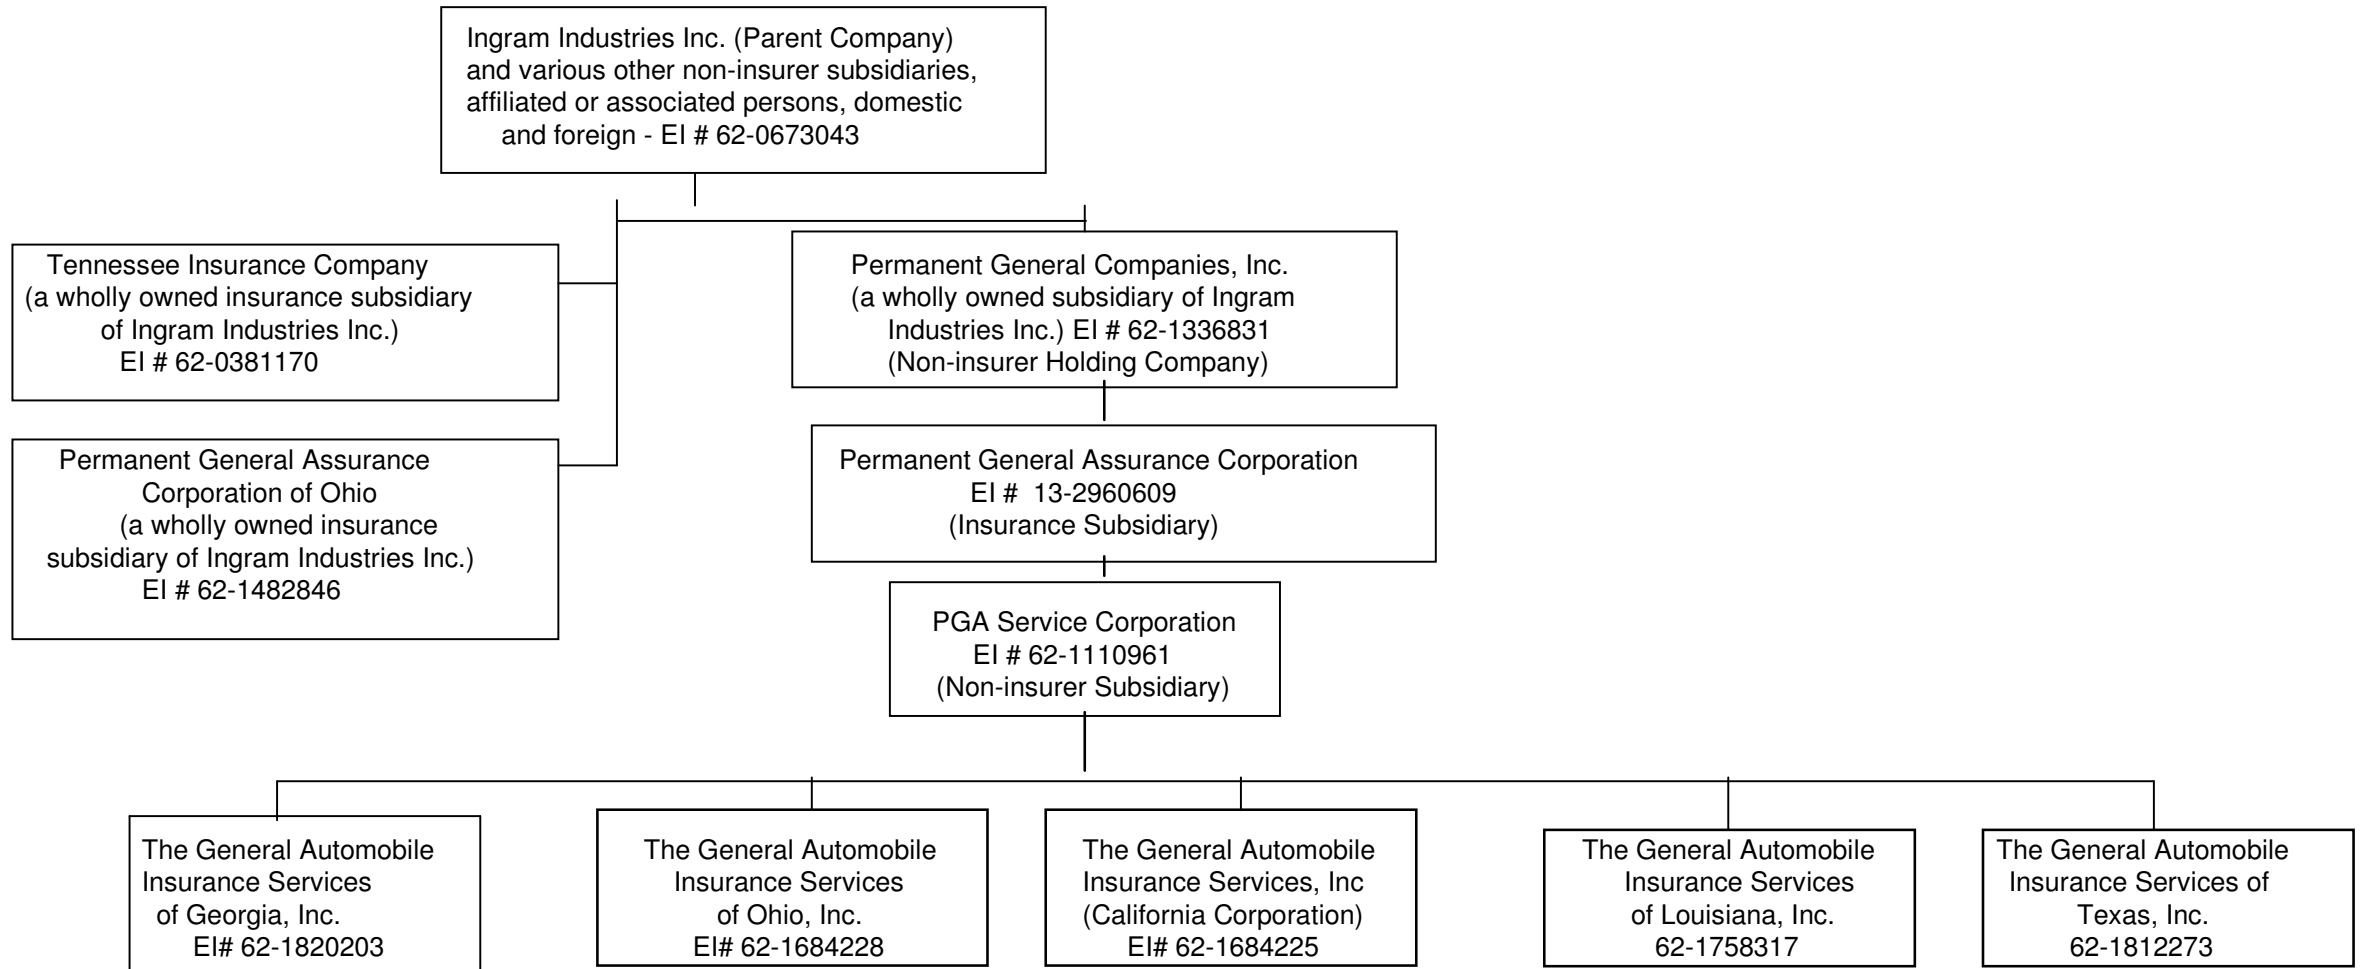 Ingram Industries Inc. (Parent Company)
and various other non-insurer subsidiaries,
affiliated or associated persons, domestic
and foreign - EI # 62-0673043
Tennessee Insurance Company
(a wholly owned insurance subsidiary
of Ingram Industries Inc.)
EI # 62-0381170
Permanent General Companies, Inc.
(a wholly owned subsidiary of Ingram
Industries Inc.) EI # 62-1336831
(Non-insurer Holding Company)
Permanent General Assurance
Corporation of Ohio
(a wholly owned insurance
subsidiary of Ingram Industries Inc.)
EI # 62-1482846
Permanent General Assurance Corporation
EI # 13-2960609
(Insurance Subsidiary)
PGA Service Corporation
EI # 62-1110961
(Non-insurer Subsidiary)
The General Automobile
Insurance Services
of Georgia, Inc.
EI# 62-1820203
The General Automobile
Insurance Services
of Ohio, Inc.
EI# 62-1684228
The General Automobile
Insurance Services, Inc
(California Corporation)
EI# 62-1684225
The General Automobile
Insurance Services
of Louisiana, Inc.
62-1758317
The General Automobile
Insurance Services of
Texas, Inc.
62-1812273